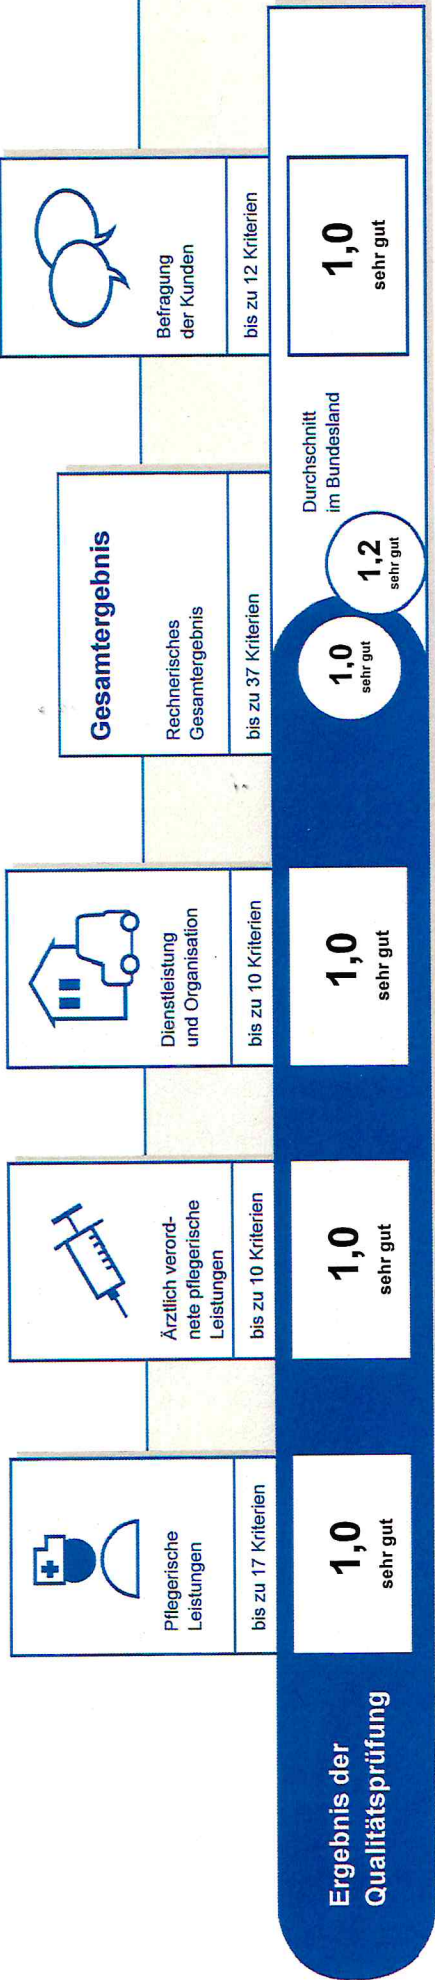 Pflegerische
Leistungen
bis zu 17 Kriterien
Ärztlich verord-
nete pflegerische
Leistungen
bis zu 10 Kriterien
Dienstleistung
und Organisation
bis zu 10 Kriterien
Gesamtergebnis
Rechnerisches
Gesamtergebnis
bis zu 37 Kriterien
Befragung
der Kunden
bis zu 12 Kriterien
Ergebnis der
Qualitätsprüfung
1,0
sehr gut
1,0
sehr gut
1,0
sehr gut
1,0
sehr gut
1,2
sehr gut
Durchschnitt
im Bundesland
1,0
sehr gut